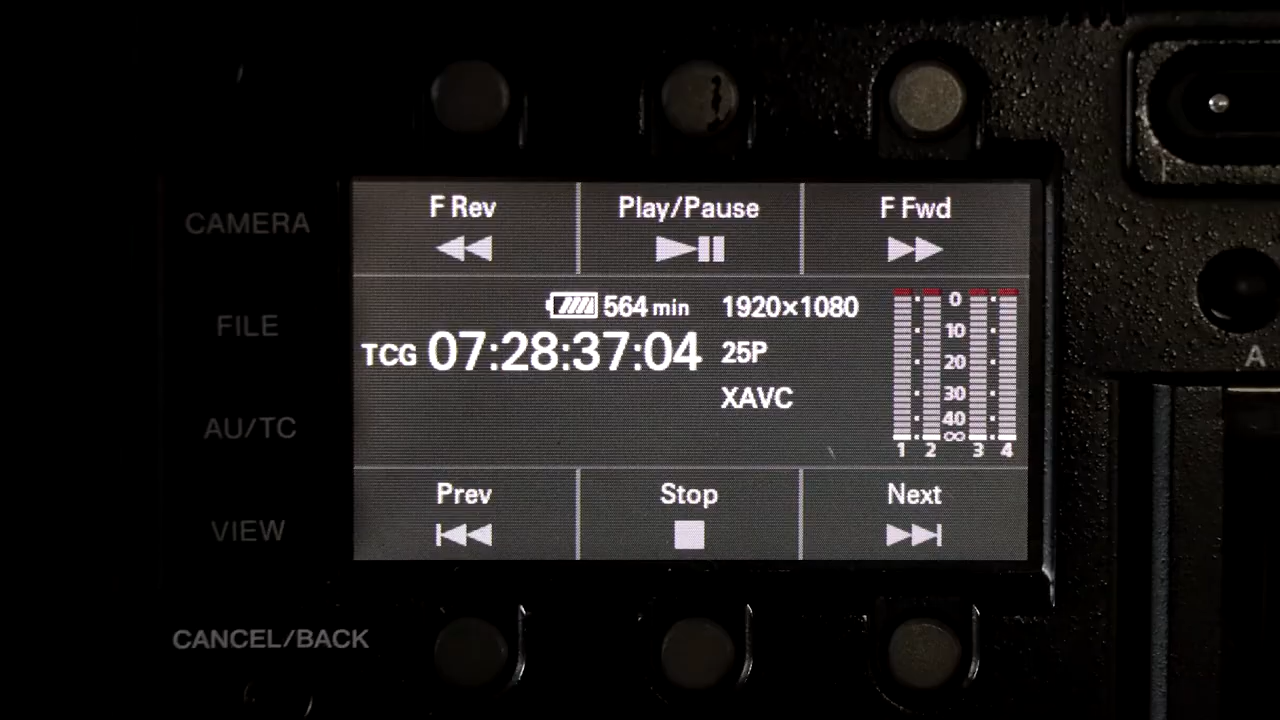 F Rev
Play/Pause
F Fwd
CAMERA
564 min
1920×1080
0
10
20
30
40
∞
1 2 3 4
FILE
TCG 07:28:37:04
25P
A
XAVC
AU/TC
Prev
Stop
Next
VIEW
CANCEL/BACK